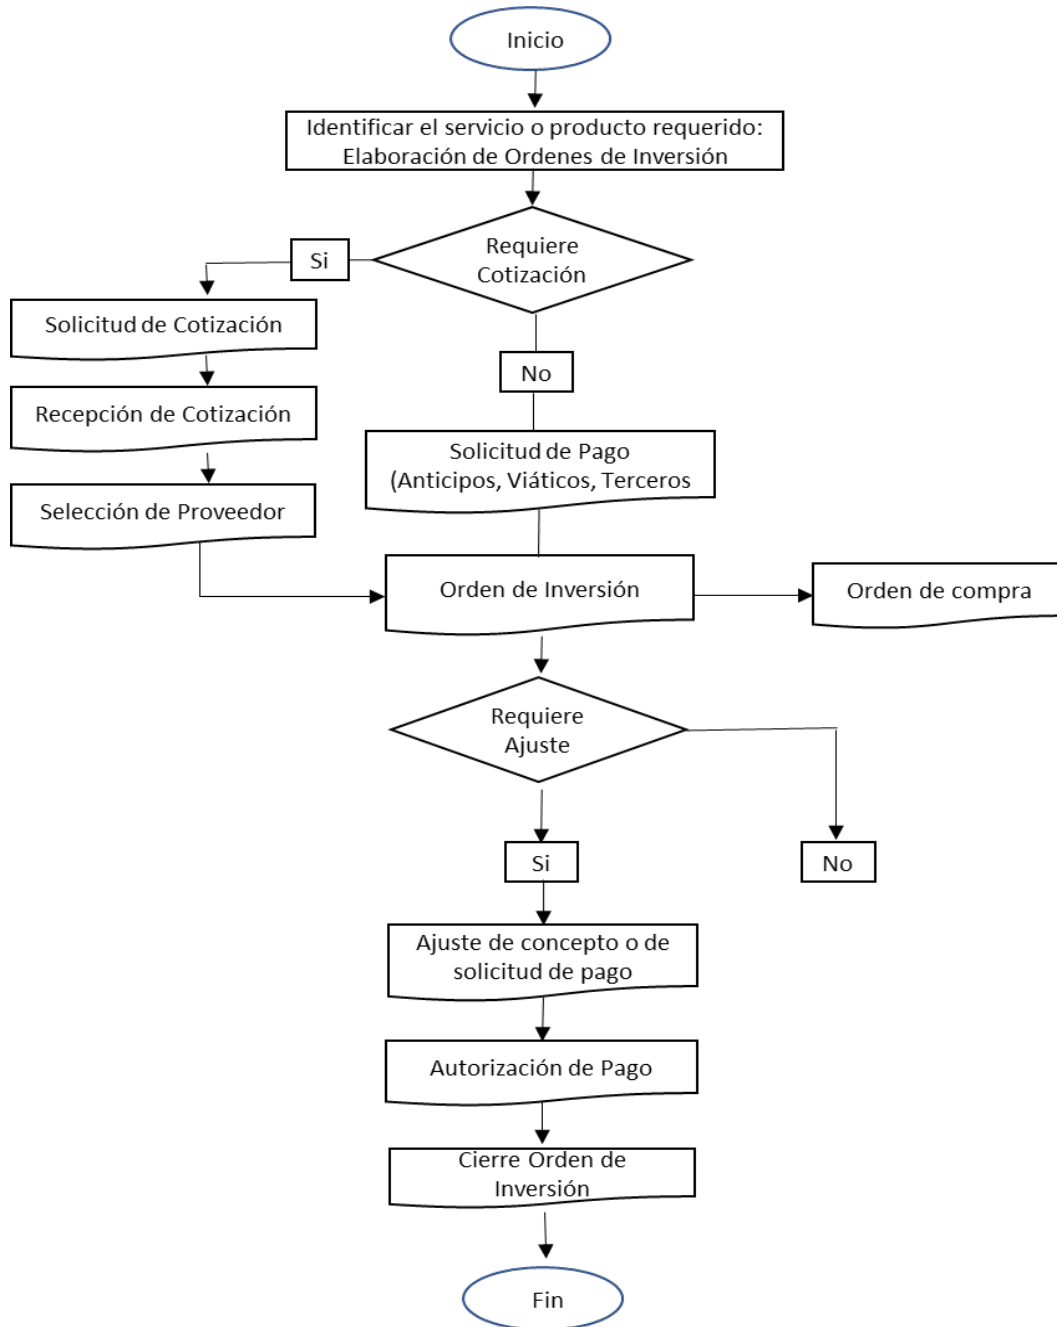 Inicio
Identificar el servicio o producto requerido:
Elaboración de Ordenes de Inversión
Requiere
Cotización
Si
Solicitud de Cotización
No
Recepción de Cotización
Solicitud de Pago
(Anticipos, Viáticos, Terceros
Selección de Proveedor
Orden de Inversión
Orden de compra
Requiere
Ajuste
Si
No
Ajuste de concepto o de
solicitud de pago
Autorización de Pago
Cierre Orden de
Inversión
Fin